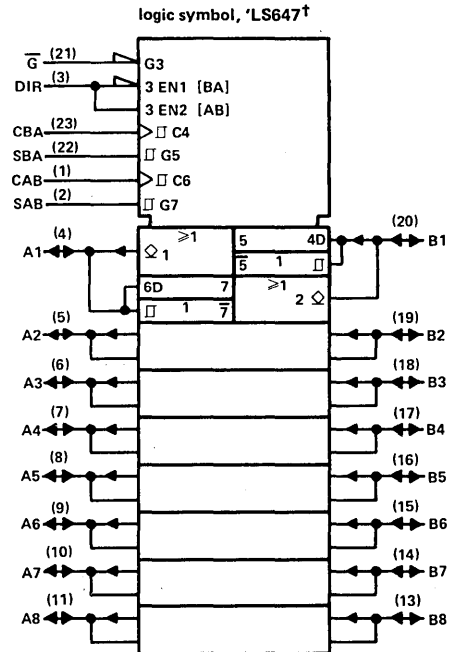 logic symbol, 'LS647†
G̅ (21) G3
DIR (3) 3 EN1 [BA]
3 EN2 [AB]
CBA (23) C4
SBA (22) G5
CAB (1) C6
SAB (2) G7
A1 (4) ≥1 1 5 4D (20) B1
5̅ 1
6D 7 ≥1 2
1 7̅
A2 (5) (19) B2
A3 (6) (18) B3
A4 (7) (17) B4
A5 (8) (16) B5
A6 (9) (15) B6
A7 (10) (14) B7
A8 (11) (13) B8